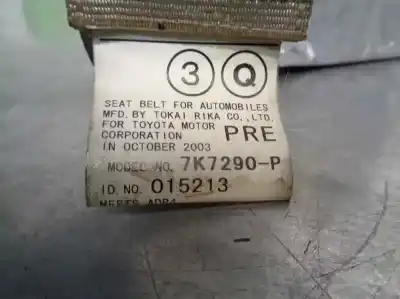 3 Q
SEAT BELT FOR AUTOMOBILES
MFD. BY TOKAI RIKA CO., LTD.
FOR TOYOTA MOTOR
CORPORATION PRE
IN OCTOBER 2003
MODEL NO. 7K7290-P
ID. NO. 015213